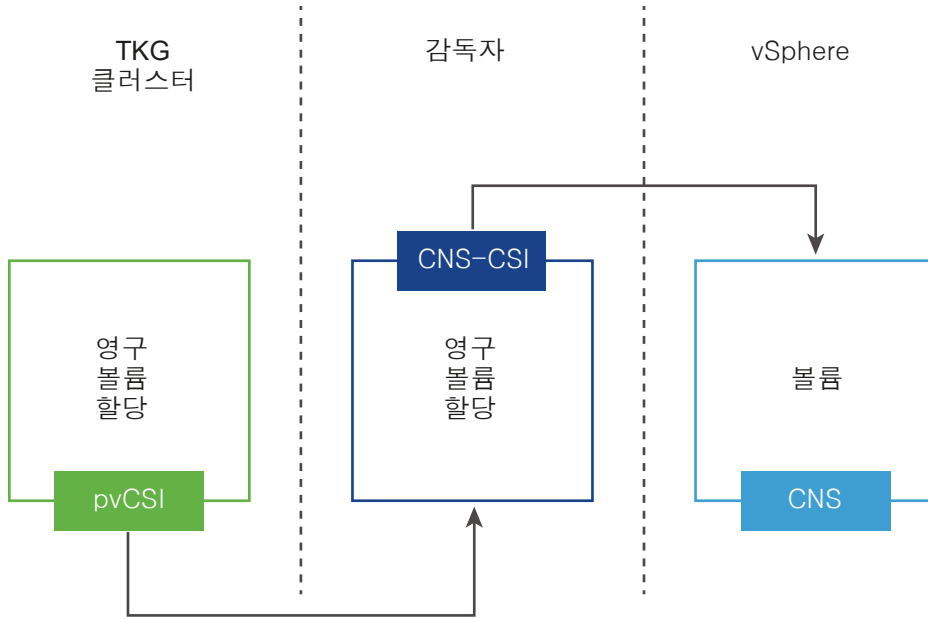 TKG
클러스터
감독자
vSphere
CNS-CSI
영구
볼륨
할당
pvCSI
영구
볼륨
할당
볼륨
CNS